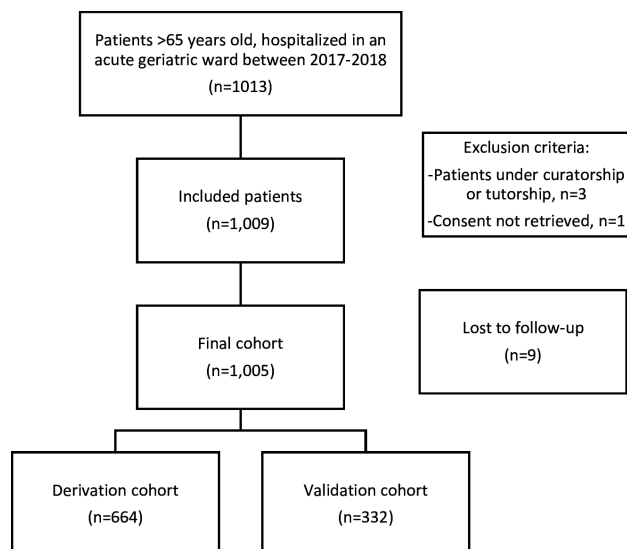 Patients >65 years old, hospitalized in an
acute geriatric ward between 2017-2018
(n=1013)
Exclusion criteria:
-Patients under curatorship
or tutorship, n=3
-Consent not retrieved, n=1
Included patients
(n=1,009)
Lost to follow-up
(n=9)
Final cohort
(n=1,005)
Derivation cohort
(n=664)
Validation cohort
(n=332)